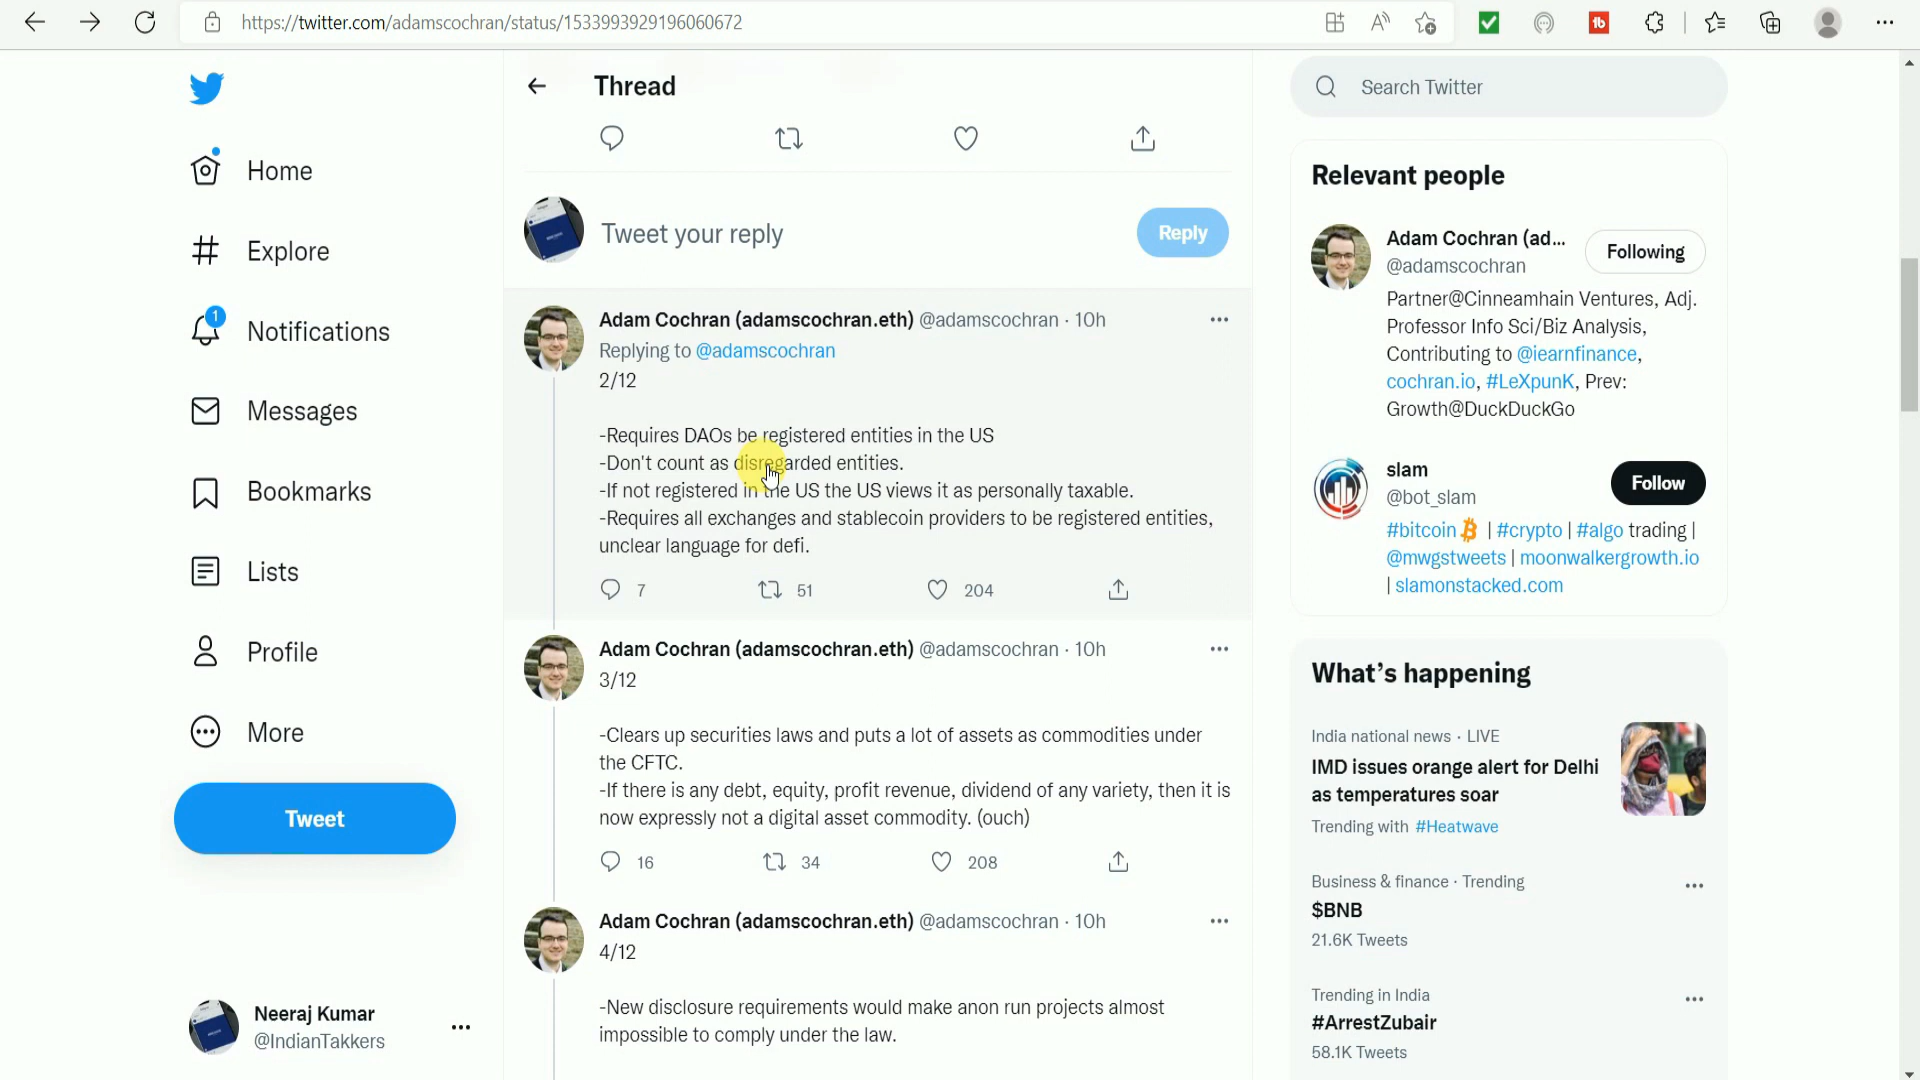 https://twitter.com/adamscochran/status/1533993929196060672
Home
Explore
1
Notifications
Messages
Bookmarks
Lists
Profile
More
Tweet
Neeraj Kumar
@IndianTakkers
Thread
Tweet your reply
Reply
Adam Cochran (adamscochran.eth) @adamscochran · 10h
Replying to @adamscochran
2/12
-Requires DAOs be registered entities in the US
-Don't count as disregarded entities.
-If not registered in the US the US views it as personally taxable.
-Requires all exchanges and stablecoin providers to be registered entities,
unclear language for defi.
7 51 204
Adam Cochran (adamscochran.eth) @adamscochran · 10h
3/12
-Clears up securities laws and puts a lot of assets as commodities under
the CFTC.
-If there is any debt, equity, profit revenue, dividend of any variety, then it is
now expressly not a digital asset commodity. (ouch)
16 34 208
Adam Cochran (adamscochran.eth) @adamscochran · 10h
4/12
-New disclosure requirements would make anon run projects almost
impossible to comply under the law.
Search Twitter
Relevant people
Adam Cochran (ad...
@adamscochran
Following
Partner@Cinneamhain Ventures, Adj.
Professor Info Sci/Biz Analysis,
Contributing to @iearnfinance,
cochran.io, #LeXpunK, Prev:
Growth@DuckDuckGo
slam
@bot_slam
Follow
#bitcoin | #crypto | #algo trading |
@mwgstweets | moonwalkergrowth.io
| slamonstacked.com
What's happening
India national news · LIVE
IMD issues orange alert for Delhi
as temperatures soar
Trending with #Heatwave
Business & finance · Trending
$BNB
21.6K Tweets
Trending in India
#ArrestZubair
58.1K Tweets